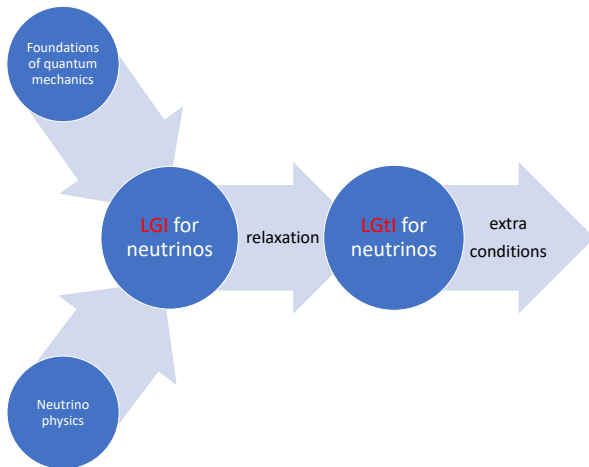 Foundations
of quantum
mechanics
LGI for
neutrinos
relaxation
LGtI for
neutrinos
extra
conditions
Neutrino
physics